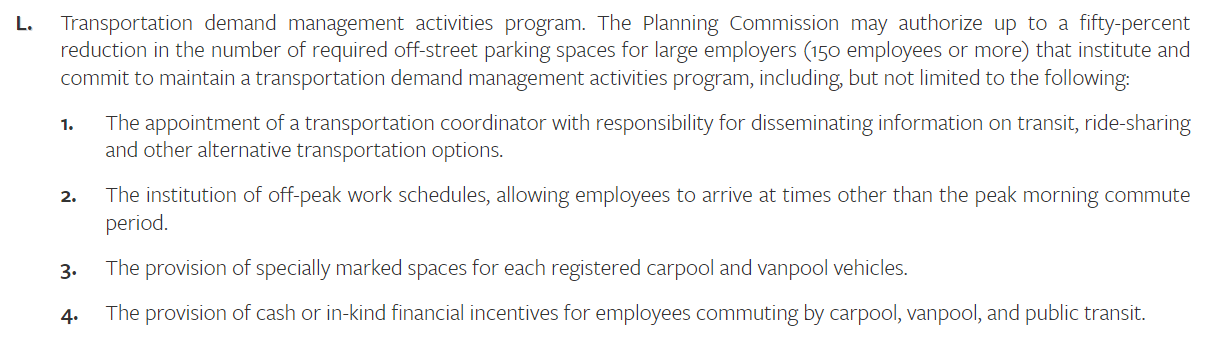 L. Transportation demand management activities program. The Planning Commission may authorize up to a fifty-percent
reduction in the number of required off-street parking spaces for large employers (150 employees or more) that institute and
commit to maintain a transportation demand management activities program, including, but not limited to the following:
1. The appointment of a transportation coordinator with responsibility for disseminating information on transit, ride-sharing
and other alternative transportation options.
2. The institution of off-peak work schedules, allowing employees to arrive at times other than the peak morning commute
period.
3. The provision of specially marked spaces for each registered carpool and vanpool vehicles.
4. The provision of cash or in-kind financial incentives for employees commuting by carpool, vanpool, and public transit.